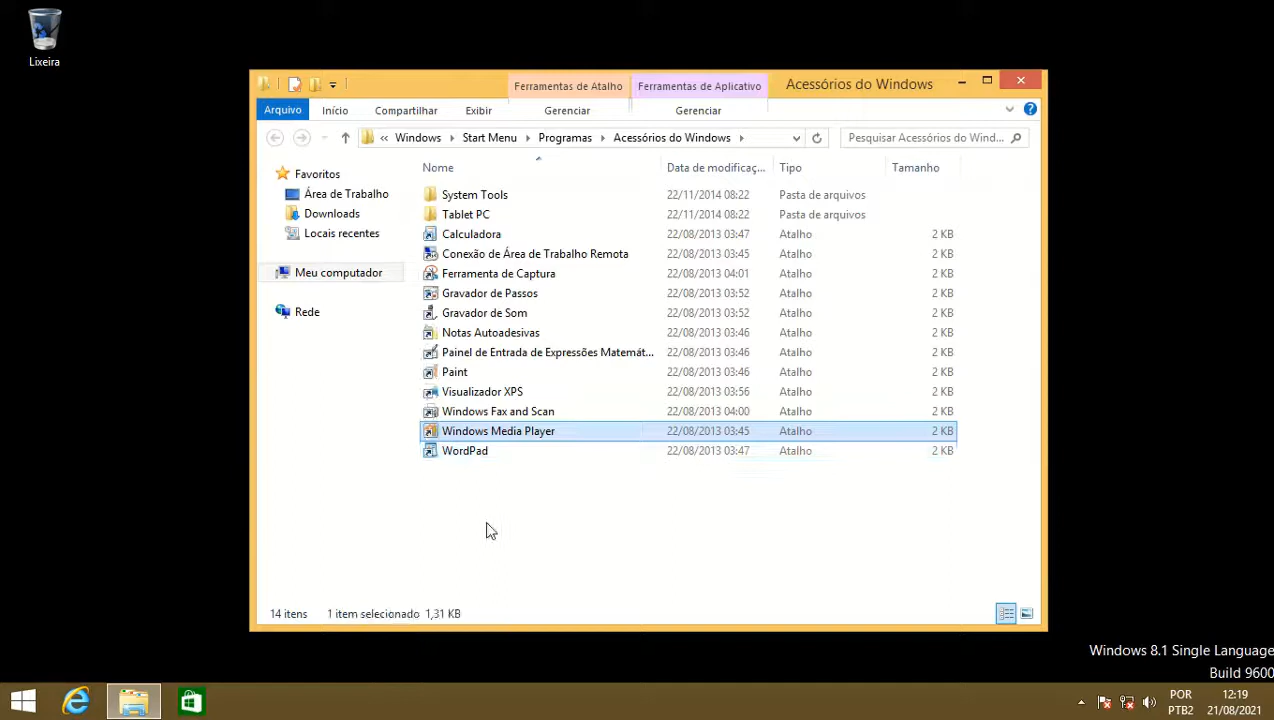 Lixeira
Ferramentas de Atalho Ferramentas de Aplicativo Acessórios do Windows
Arquivo Início Compartilhar Exibir Gerenciar Gerenciar
« Windows Start Menu Programas Acessórios do Windows Pesquisar Acessórios do Wind...
Nome Data de modificaç... Tipo Tamanho
Favoritos
Área de Trabalho
Downloads
Locais recentes
Meu computador
Rede
System Tools 22/11/2014 08:22 Pasta de arquivos
Tablet PC 22/11/2014 08:22 Pasta de arquivos
Calculadora 22/08/2013 03:47 Atalho 2 KB
Conexão de Área de Trabalho Remota 22/08/2013 03:45 Atalho 2 KB
Ferramenta de Captura 22/08/2013 04:01 Atalho 2 KB
Gravador de Passos 22/08/2013 03:52 Atalho 2 KB
Gravador de Som 22/08/2013 03:52 Atalho 2 KB
Notas Autoadesivas 22/08/2013 03:46 Atalho 2 KB
Painel de Entrada de Expressões Matemát... 22/08/2013 03:46 Atalho 2 KB
Paint 22/08/2013 03:46 Atalho 2 KB
Visualizador XPS 22/08/2013 03:56 Atalho 2 KB
Windows Fax and Scan 22/08/2013 04:00 Atalho 2 KB
Windows Media Player 22/08/2013 03:45 Atalho 2 KB
WordPad 22/08/2013 03:47 Atalho 2 KB
14 itens 1 item selecionado 1,31 KB
Windows 8.1 Single Language
Build 9600
POR 12:19
PTB2 21/08/2021